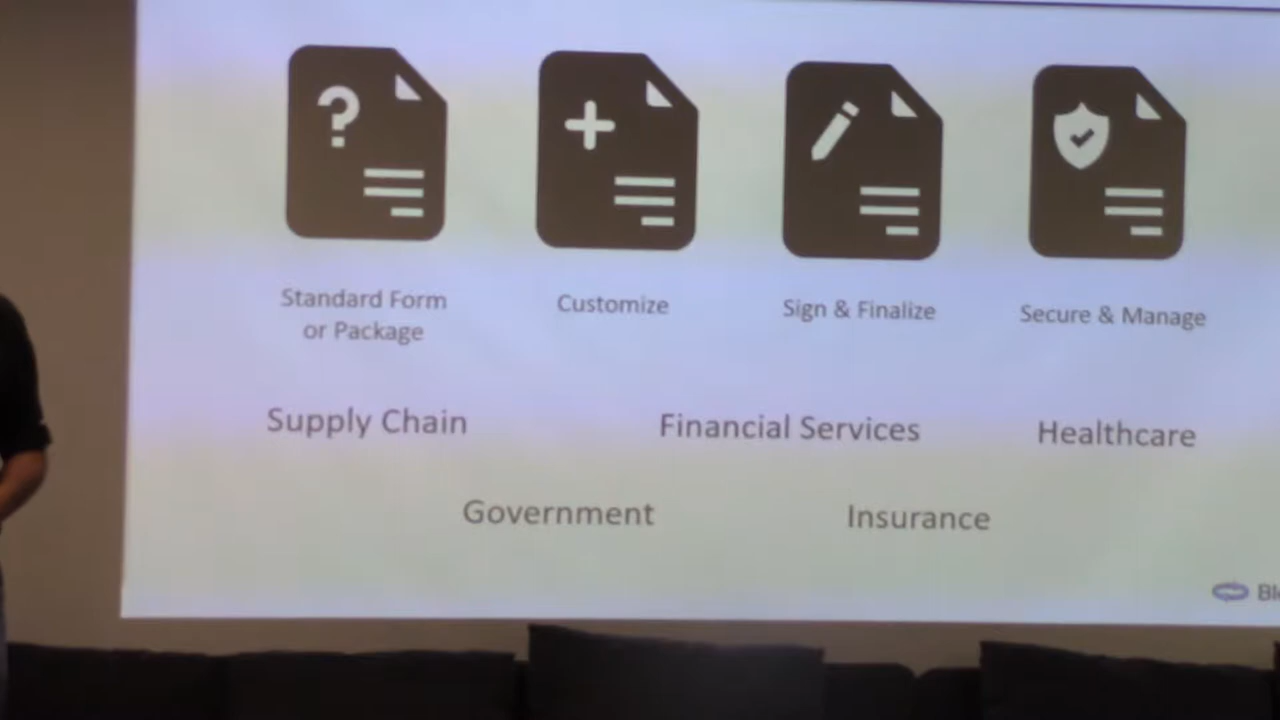 Standard Form
or Package
Customize
Sign & Finalize
Secure & Manage
Supply Chain
Financial Services
Healthcare
Government
Insurance